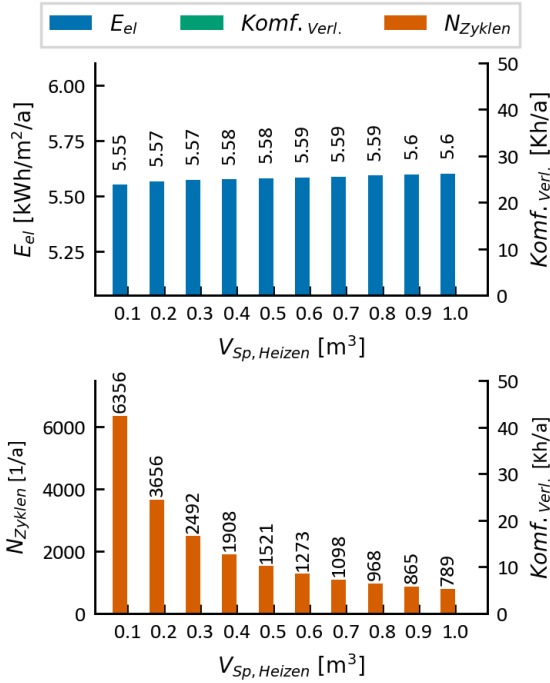 E_el Komf. Verl. N_Zyklen
6.00
5.75
5.50
5.25
E_el [kWh/m²/a]
5.55 5.57 5.57 5.58 5.58 5.59 5.59 5.59 5.6 5.6
50
40
30
20
10
0
Komf. Verl. [Kh/a]
0.1 0.2 0.3 0.4 0.5 0.6 0.7 0.8 0.9 1.0
V_Sp, Heizen [m³]
6000
4000
2000
0
N_Zyklen [1/a]
6356 3656 2492 1908 1521 1273 1098 968 865 789
50
40
30
20
10
0
Komf. Verl. [Kh/a]
0.1 0.2 0.3 0.4 0.5 0.6 0.7 0.8 0.9 1.0
V_Sp, Heizen [m³]